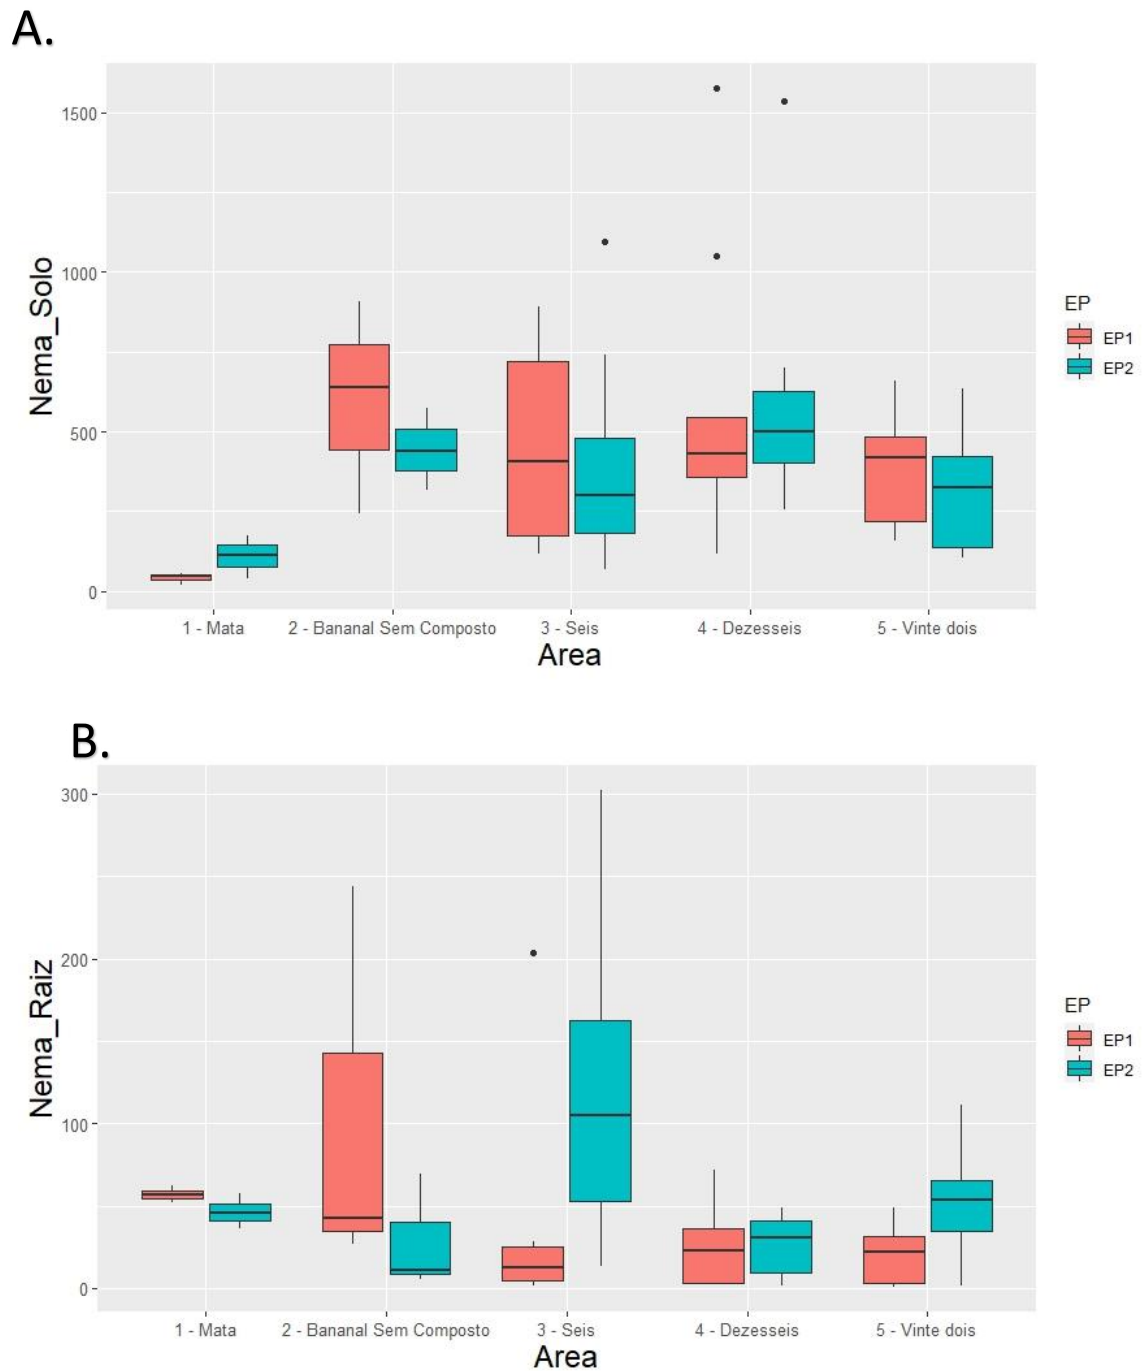 A.
Nema_Solo
1500
1000
500
0
1 - Mata
2 - Bananal Sem Composto
3 - Seis
4 - Dezesseis
5 - Vinte dois
Area
EP
EP1
EP2
B.
Nema_Raiz
300
200
100
0
1 - Mata
2 - Bananal Sem Composto
3 - Seis
4 - Dezesseis
5 - Vinte dois
Area
EP
EP1
EP2